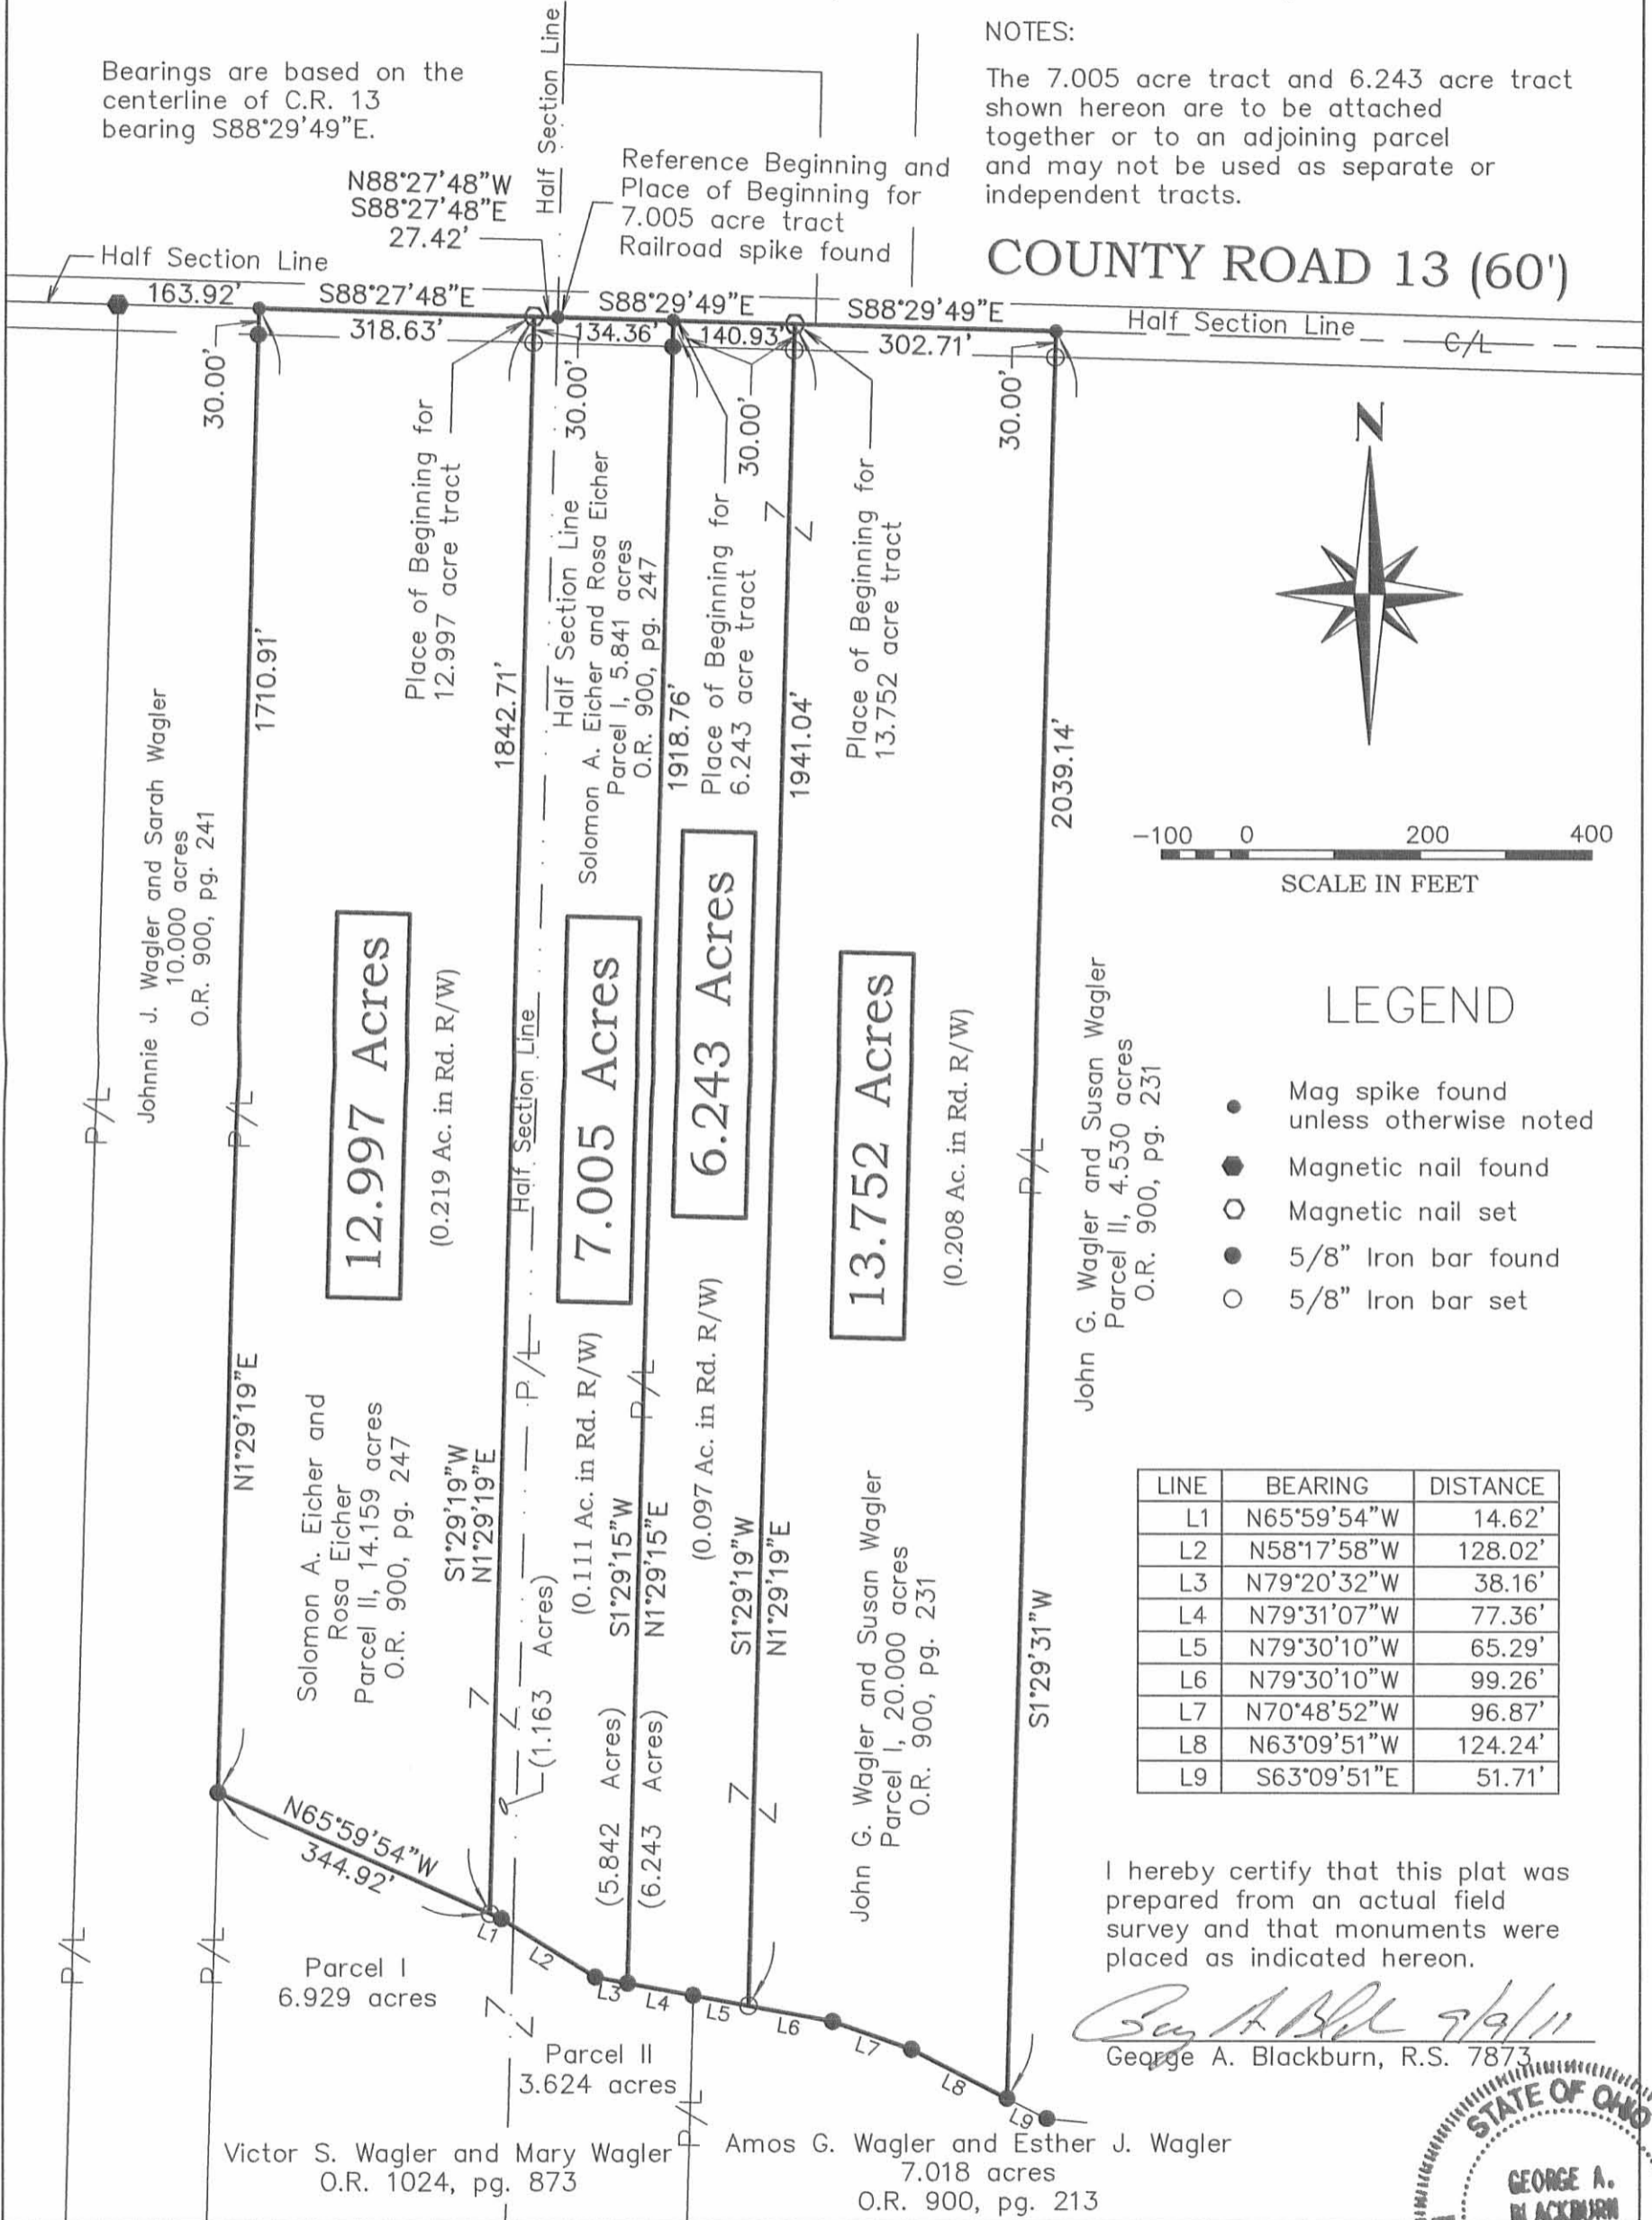 Bearings are based on the
centerline of C.R. 13
bearing S88°29'49"E.
Half Section Line
NOTES:
The 7.005 acre tract and 6.243 acre tract
shown hereon are to be attached
together or to an adjoining parcel
and may not be used as separate or
independent tracts.
N88°27'48"W
S88°27'48"E
27.42'
Reference Beginning and
Place of Beginning for
7.005 acre tract
Railroad spike found
COUNTY ROAD 13 (60')
Half Section Line
163.92'
S88°27'48"E
318.63'
S88°29'49"E
134.36'
140.93'
S88°29'49"E
302.71'
Half Section Line
C/L
30.00'
30.00'
30.00'
30.00'
Place of Beginning for
12.997 acre tract
Half Section Line
Solomon A. Eicher and Rosa Eicher
Parcel I, 5.841 acres
O.R. 900, pg. 247
Place of Beginning for
6.243 acre tract
Place of Beginning for
13.752 acre tract
N
1710.91'
1842.71'
1918.76'
1941.04'
2039.14'
Johnnie J. Wagler and Sarah Wagler
10.000 acres
O.R. 900, pg. 241
-100 0 200 400
SCALE IN FEET
P/L
P/L
12.997 Acres
(0.219 Ac. in Rd. R/W)
Half Section Line
7.005 Acres
6.243 Acres
13.752 Acres
(0.208 Ac. in Rd. R/W)
P/L
John G. Wagler and Susan Wagler
Parcel II, 4.530 acres
O.R. 900, pg. 231
LEGEND
Mag spike found
unless otherwise noted
Magnetic nail found
Magnetic nail set
5/8" Iron bar found
5/8" Iron bar set
N1°29'19"E
Solomon A. Eicher and
Rosa Eicher
Parcel II, 14.159 acres
O.R. 900, pg. 247
S1°29'19"W
N1°29'19"E
P/L
(1.163 Acres)
(0.111 Ac. in Rd. R/W)
S1°29'15"W
N1°29'15"E
P/L
(0.097 Ac. in Rd. R/W)
(5.842 Acres)
(6.243 Acres)
S1°29'19"W
N1°29'19"E
John G. Wagler and Susan Wagler
Parcel I, 20.000 acres
O.R. 900, pg. 231
S1°29'31"W
LINE BEARING DISTANCE
L1 N65°59'54"W 14.62'
L2 N58°17'58"W 128.02'
L3 N79°20'32"W 38.16'
L4 N79°31'07"W 77.36'
L5 N79°30'10"W 65.29'
L6 N79°30'10"W 99.26'
L7 N70°48'52"W 96.87'
L8 N63°09'51"W 124.24'
L9 S63°09'51"E 51.71'
N65°59'54"W
344.92'
L1
L2
L3
L4
L5
L6
L7
L8
L9
P/L
P/L
Parcel I
6.929 acres
Parcel II
3.624 acres
P/L
Victor S. Wagler and Mary Wagler
O.R. 1024, pg. 873
Amos G. Wagler and Esther J. Wagler
7.018 acres
O.R. 900, pg. 213
I hereby certify that this plat was
prepared from an actual field
survey and that monuments were
placed as indicated hereon.
9/9/11
George A. Blackburn, R.S. 7873
STATE OF OHIO
GEORGE A.
BLACKBURN